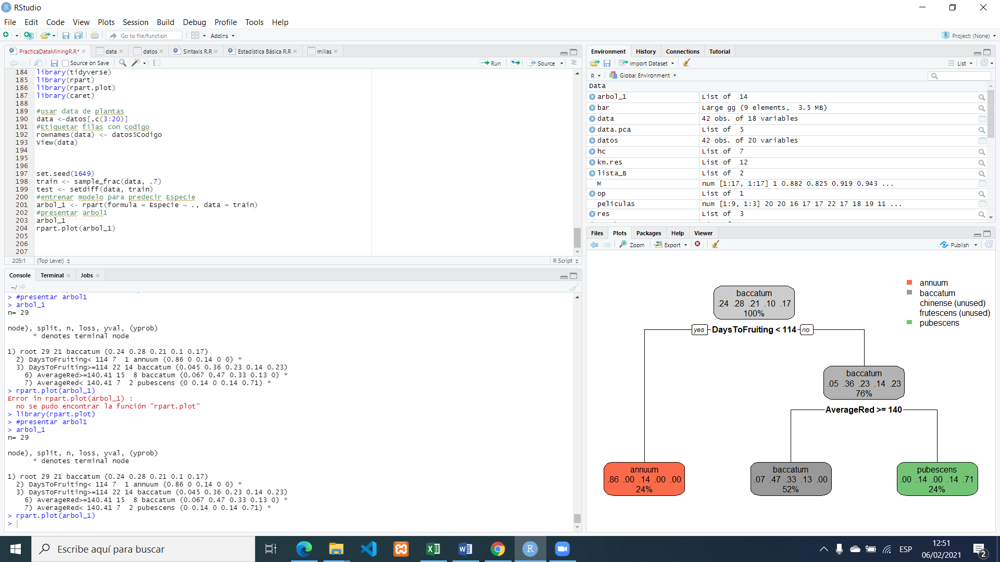 RStudio
File Edit Code View Plots Session Build Debug Profile Tools Help
Go to file/function Addins Project: (None)
PracticaDataMiningR.R* data datos Sintaxis R.R Estadística Básica R.R millas
Source on Save Run Source
184 library(tidyverse)
185 library(rpart)
186 library(rpart.plot)
187 library(caret)
188
189 #usar data de plantas
190 data <-datos[,c(3:20)]
191 #Etiquetar filas con codigo
192 rownames(data) <- datos$Codigo
193 View(data)
194
195
196
197 set.seed(1649)
198 train <- sample_frac(data, .7)
199 test <- setdiff(data, train)
200 #entrenar modelo para predecir Especie
201 arbol_1 <- rpart(formula = Especie ~ ., data = train)
202 #presentar arbol1
203 arbol_1
204 rpart.plot(arbol_1)
205
206
207
205:1 (Top Level) R Script
Console Terminal Jobs
~/
> #presentar arbol1
> arbol_1
n= 29
node), split, n, loss, yval, (yprob)
* denotes terminal node
1) root 29 21 baccatum (0.24 0.28 0.21 0.1 0.17)
2) DaysToFruiting< 114 7 1 annuum (0.86 0 0.14 0 0) *
3) DaysToFruiting>=114 22 14 baccatum (0.045 0.36 0.23 0.14 0.23)
6) AverageRed>=140.41 15 8 baccatum (0.067 0.47 0.33 0.13 0) *
7) AverageRed< 140.41 7 2 pubescens (0 0.14 0 0.14 0.71) *
> rpart.plot(arbol_1)
Error in rpart.plot(arbol_1) :
no se pudo encontrar la función "rpart.plot"
> library(rpart.plot)
> #presentar arbol1
> arbol_1
n= 29
node), split, n, loss, yval, (yprob)
* denotes terminal node
1) root 29 21 baccatum (0.24 0.28 0.21 0.1 0.17)
2) DaysToFruiting< 114 7 1 annuum (0.86 0 0.14 0 0) *
3) DaysToFruiting>=114 22 14 baccatum (0.045 0.36 0.23 0.14 0.23)
6) AverageRed>=140.41 15 8 baccatum (0.067 0.47 0.33 0.13 0) *
7) AverageRed< 140.41 7 2 pubescens (0 0.14 0 0.14 0.71) *
> rpart.plot(arbol_1)
>
Environment History Connections Tutorial
Import Dataset List
R Global Environment
Data
arbol_1 List of 14
bar Large gg (9 elements, 3.5 MB)
data 42 obs. of 18 variables
data.pca List of 5
datos 42 obs. of 20 variables
hc List of 7
km.res List of 12
lista_B List of 2
M num [1:17, 1:17] 1 0.882 0.825 0.919 0.943 ...
op List of 1
peliculas num [1:9, 1:3] 20 20 16 17 17 22 17 18 19 11 ...
res List of 3
Files Plots Packages Help Viewer
Zoom Export Publish
annuum
baccatum
chinense (unused)
frutescens (unused)
pubescens
baccatum
.24 .28 .21 .10 .17
100%
yes DaysToFruiting < 114 no
baccatum
.05 .36 .23 .14 .23
76%
AverageRed >= 140
annuum
.86 .00 .14 .00 .00
24%
baccatum
.07 .47 .33 .13 .00
52%
pubescens
.00 .14 .00 .14 .71
24%
Escribe aquí para buscar
ESP
12:51
06/02/2021
2